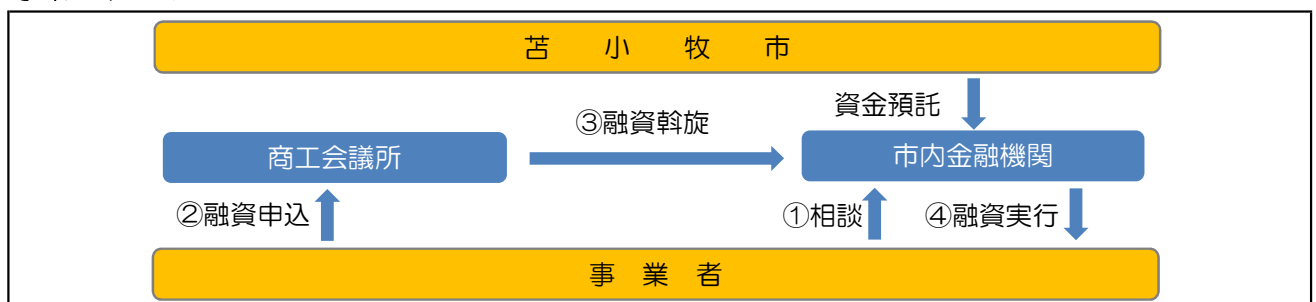 苫小牧市
資金預託
③融資斡旋
商工会議所
市内金融機関
②融資申込
①相談
④融資実行
事業者